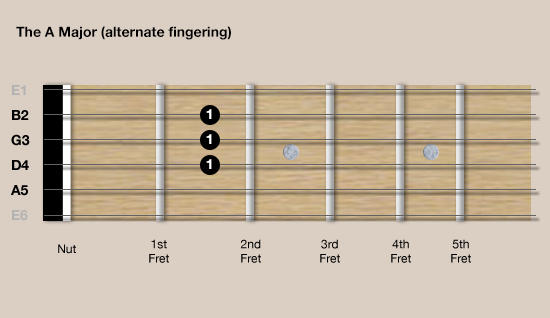 The A Major (alternate fingering)
E1
B2 1
G3 1
D4 1
A5
E6
Nut 1st Fret 2nd Fret 3rd Fret 4th Fret 5th Fret